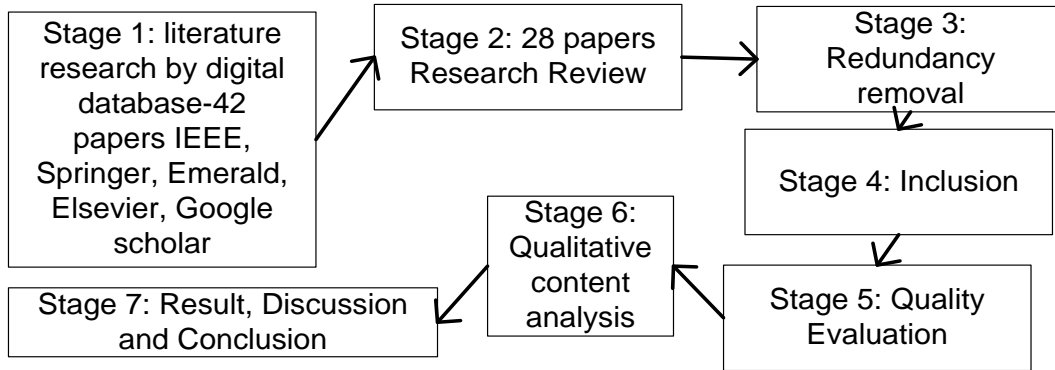 Stage 1: literature
research by digital
database-42
papers IEEE,
Springer, Emerald,
Elsevier, Google
scholar
Stage 2: 28 papers
Research Review
Stage 3:
Redundancy
removal
Stage 4: Inclusion
Stage 5: Quality
Evaluation
Stage 6:
Qualitative
content
analysis
Stage 7: Result, Discussion
and Conclusion